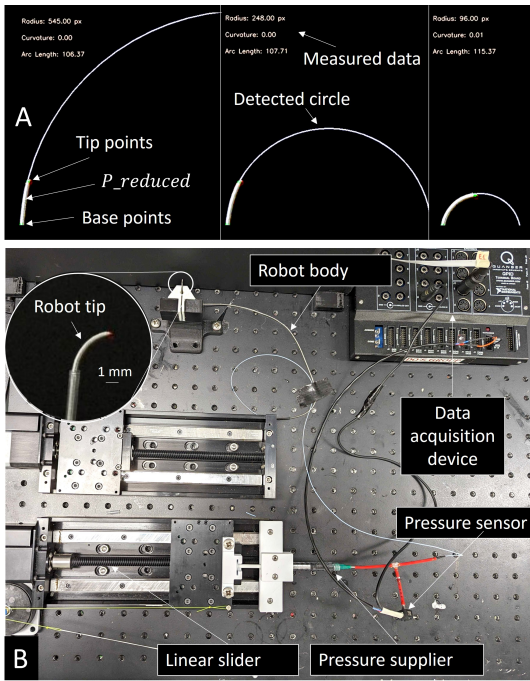 Radius: 545.00 px
Curvature: 0.00
Arc Length: 106.37
Radius: 248.00 px
Curvature: 0.00
Arc Length: 107.71
Radius: 96.00 px
Curvature: 0.01
Arc Length: 115.37
Measured data
Detected circle
A
Tip points
P_reduced
Base points
Robot body
QUANSER
Robot tip
1 mm
Data
acquisition
device
Pressure sensor
B
Linear slider
Pressure supplier